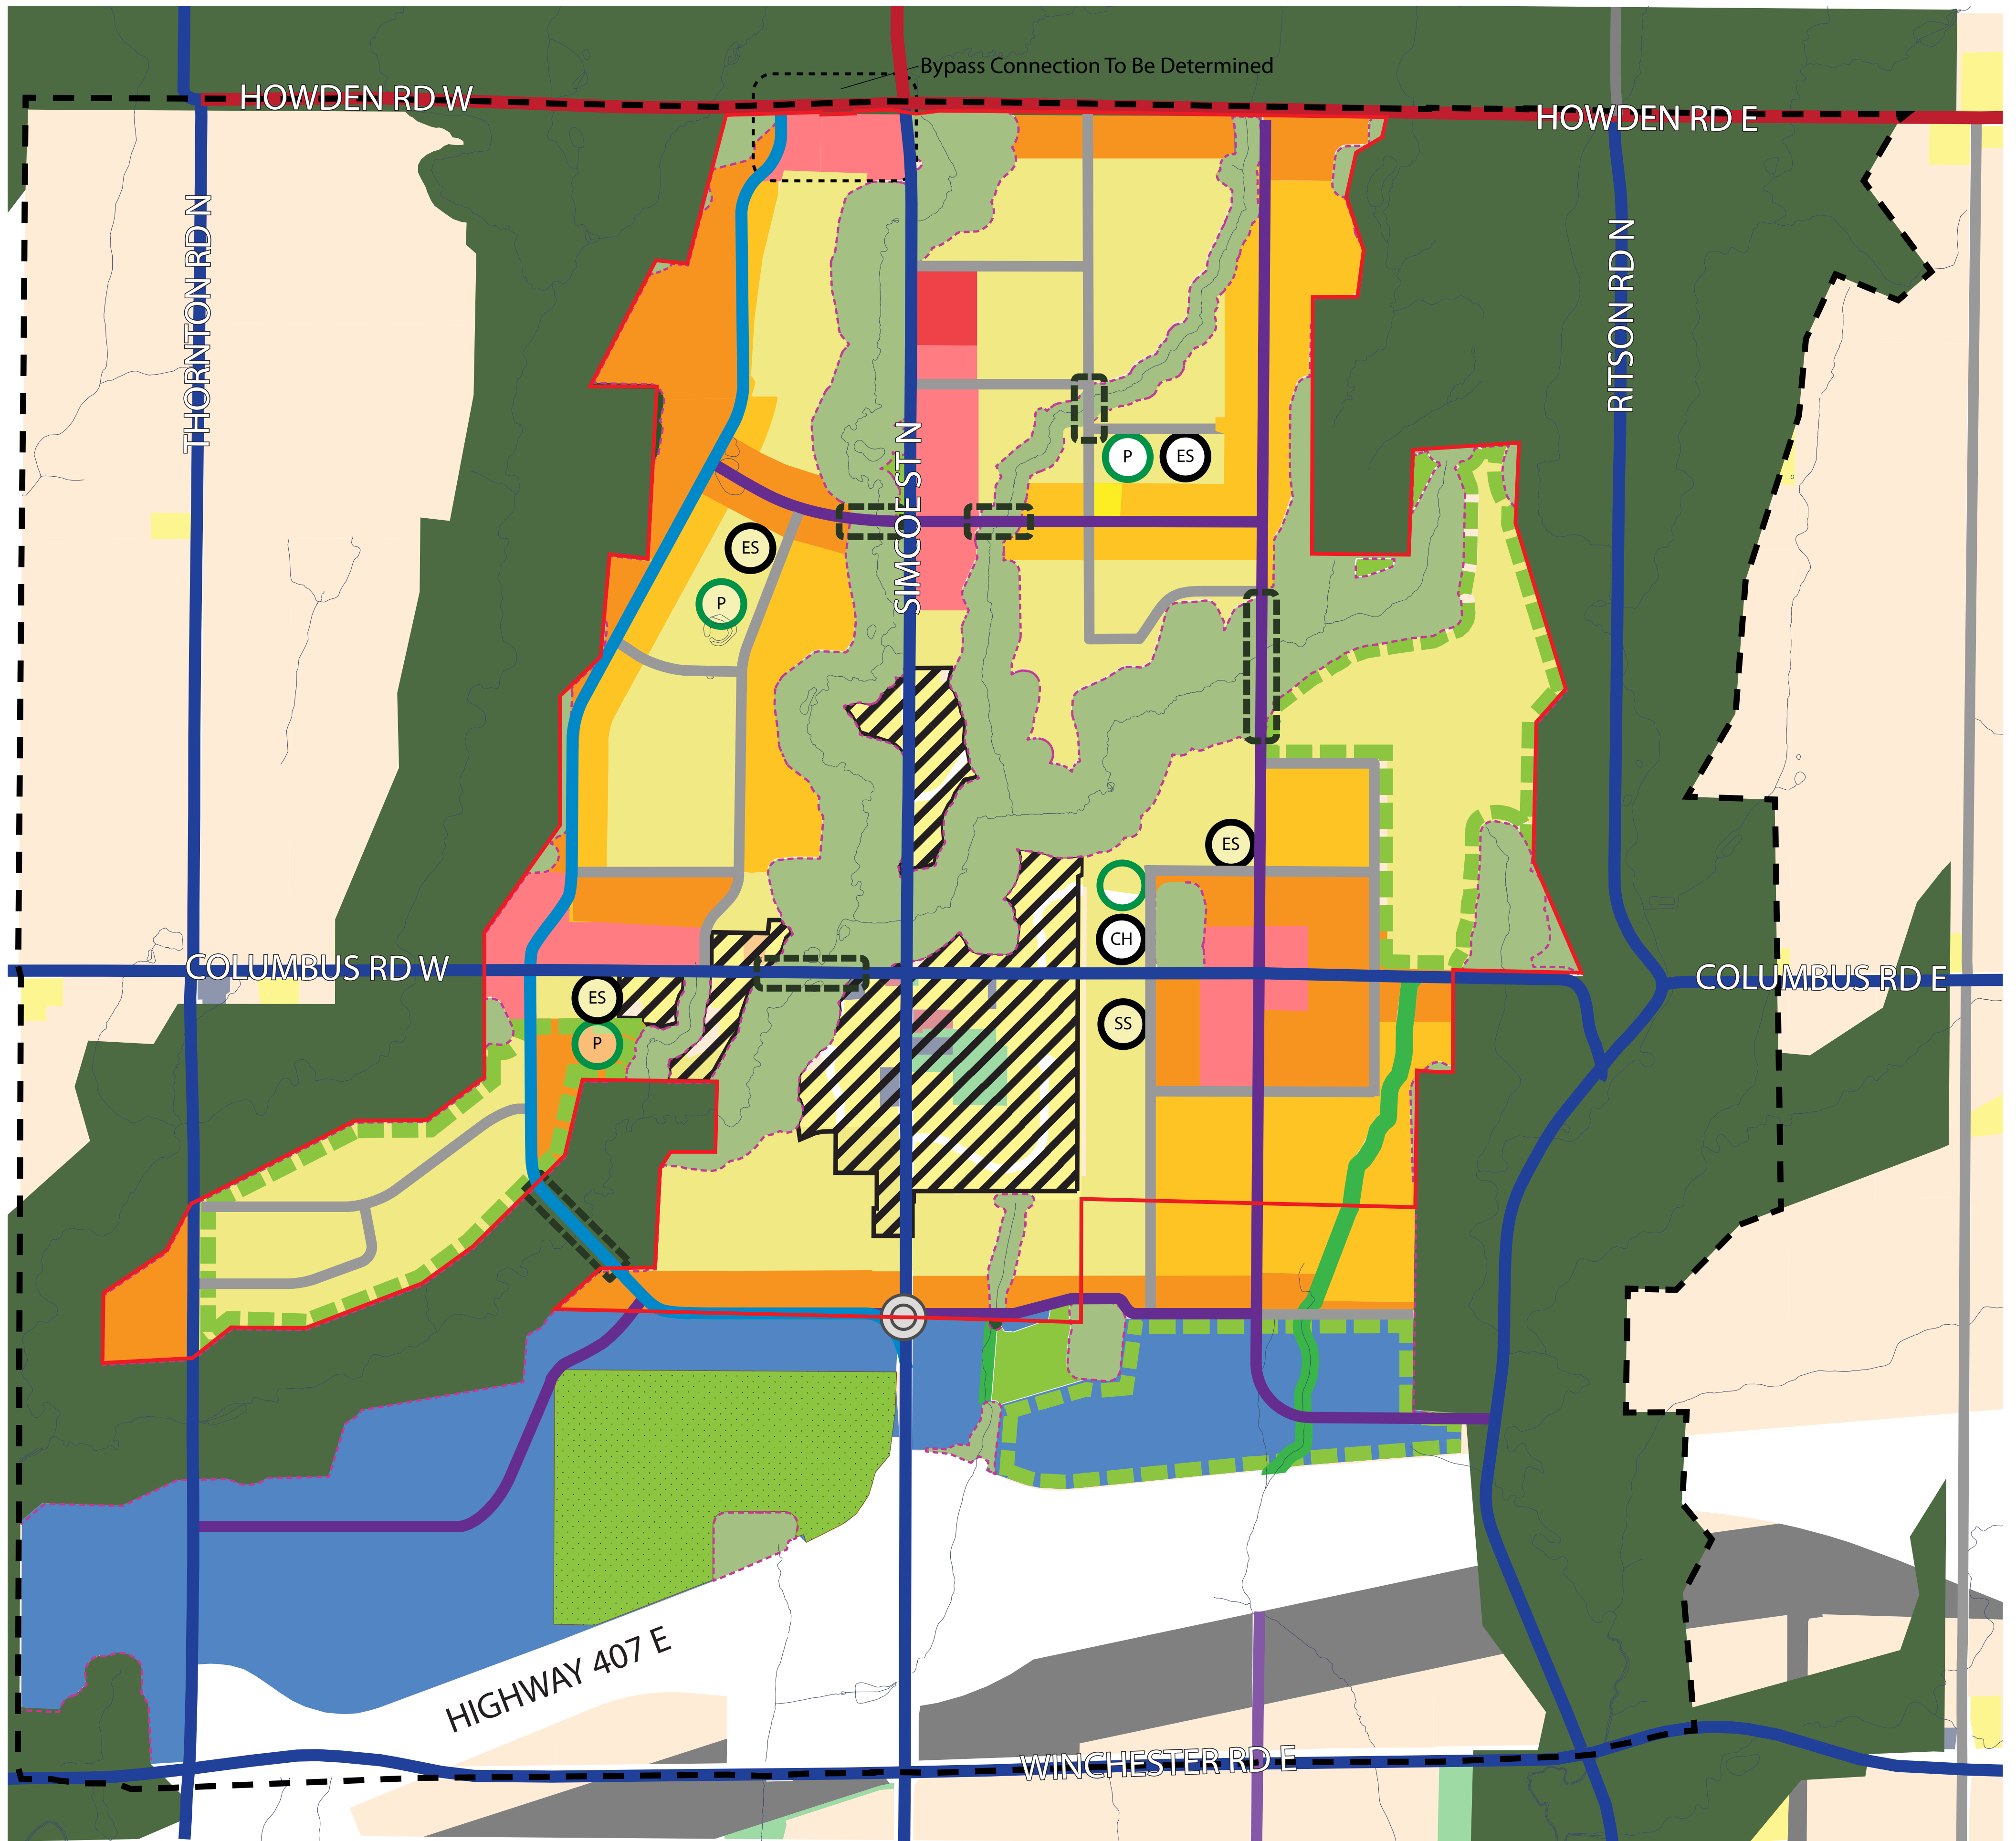 Bypass Connection To Be Determined
HOWDEN RD W
HOWDEN RD E
THORNTON RD N
RITSON RD N
SIMCOE ST N
P
ES
ES
P
ES
CH
COLUMBUS RD W
COLUMBUS RD E
ES
SS
P
HIGHWAY 407 E
WINCHESTER RD E